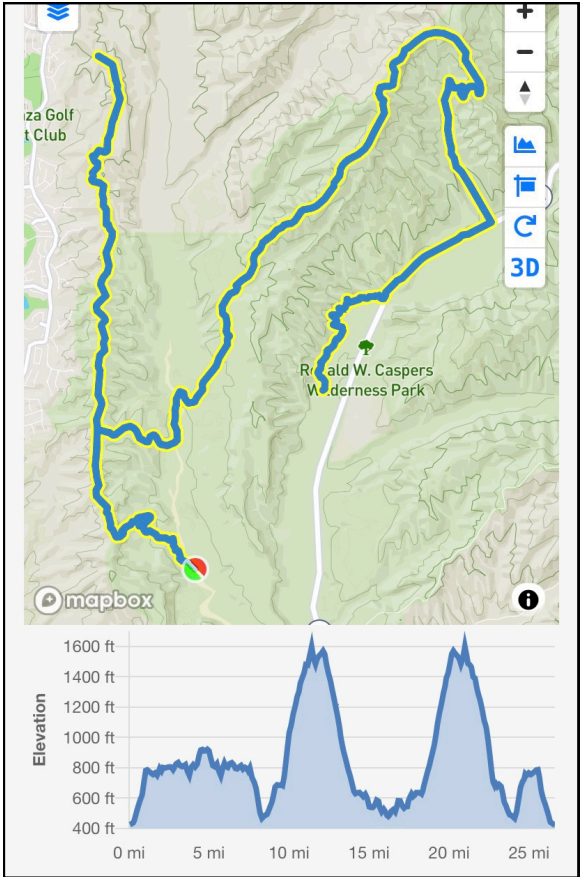 +
−
za Golf
t Club
3D
Ronald W. Caspers
Wilderness Park
mapbox
i
1600 ft
1400 ft
1200 ft
1000 ft
800 ft
600 ft
400 ft
Elevation
0 mi
5 mi
10 mi
15 mi
20 mi
25 mi